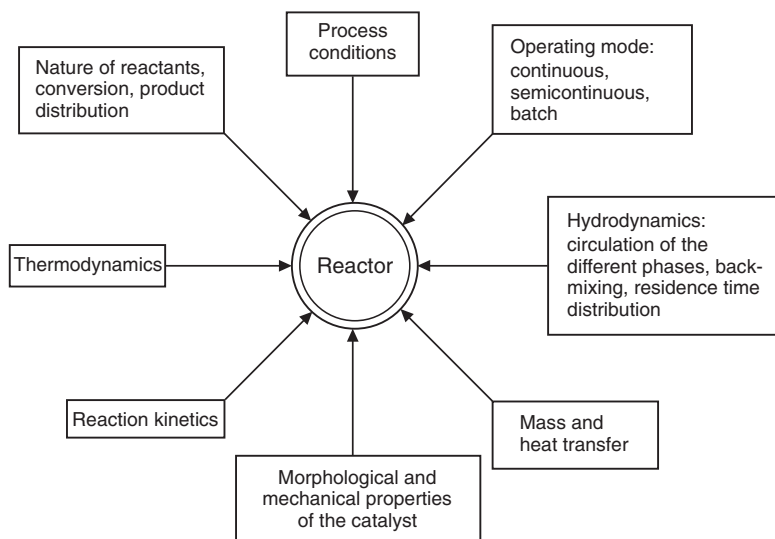 Process
conditions
Operating mode:
continuous,
semicontinuous,
batch
Nature of reactants,
conversion, product
distribution
Hydrodynamics:
circulation of the
different phases, back-
mixing, residence time
distribution
Thermodynamics
Reactor
Reaction kinetics
Mass and
heat transfer
Morphological and
mechanical properties
of the catalyst